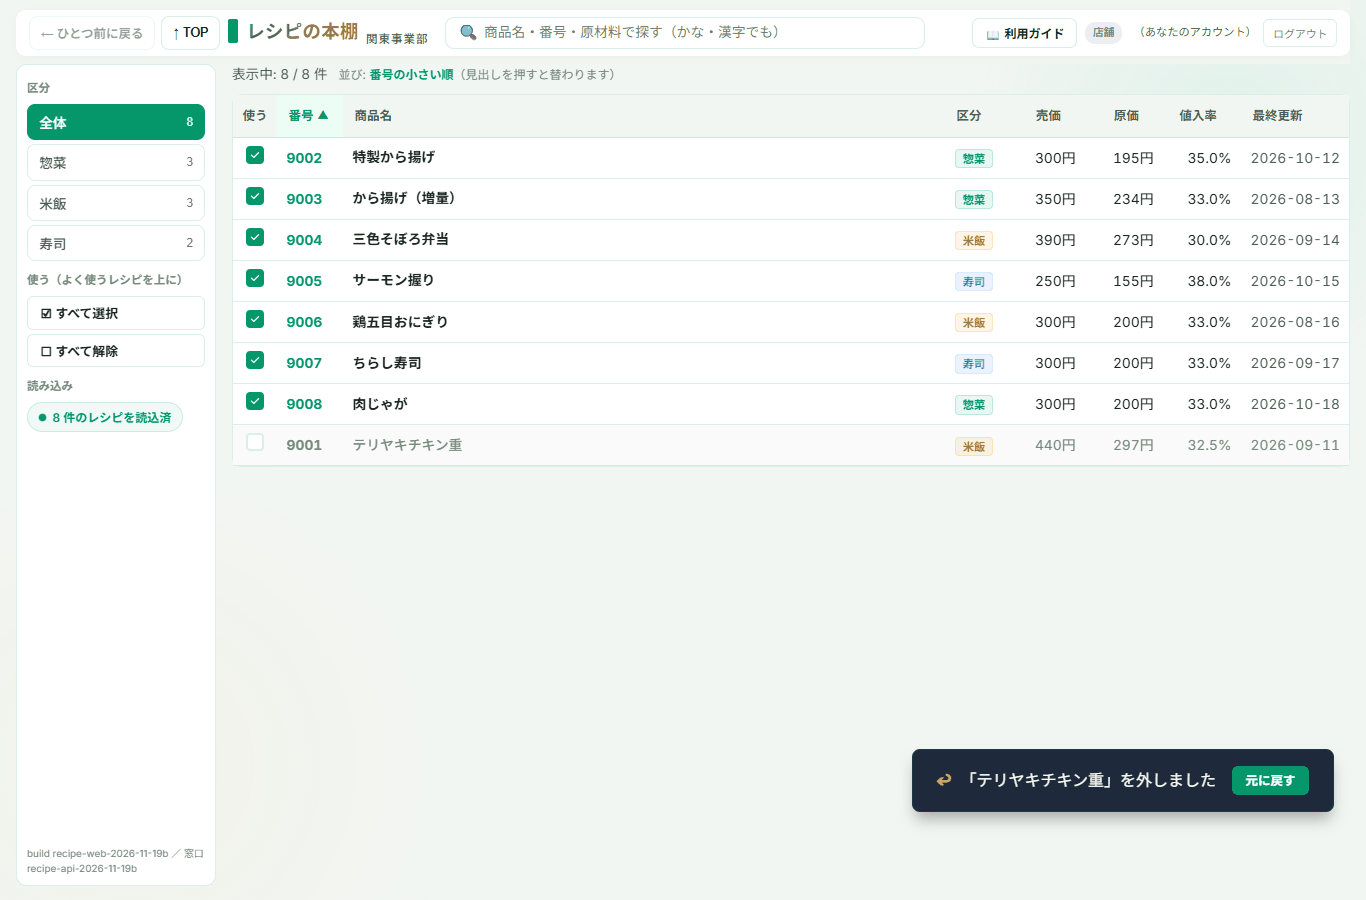 ← ひとつ前に戻る ↑ TOP レシピの本棚 関東事業部 🔍 商品名・番号・原材料で探す（かな・漢字でも） 📖 利用ガイド 店舗 （あなたのアカウント） ログアウト
区分
全体 8
惣菜 3
米飯 3
寿司 2
使う（よく使うレシピを上に）
☑ すべて選択
☐ すべて解除
読み込み
● 8 件のレシピを読込済
build recipe-web-2026-11-19b ／ 窓口
recipe-api-2026-11-19b
表示中: 8 / 8 件 並び: 番号の小さい順（見出しを押すと替わります）
使う 番号 ▲ 商品名 区分 売価 原価 値入率 最終更新
9002 特製から揚げ 惣菜 300円 195円 35.0% 2026-10-12
9003 から揚げ（増量） 惣菜 350円 234円 33.0% 2026-08-13
9004 三色そぼろ弁当 米飯 390円 273円 30.0% 2026-09-14
9005 サーモン握り 寿司 250円 155円 38.0% 2026-10-15
9006 鶏五目おにぎり 米飯 300円 200円 33.0% 2026-08-16
9007 ちらし寿司 寿司 300円 200円 33.0% 2026-09-17
9008 肉じゃが 惣菜 300円 200円 33.0% 2026-10-18
9001 テリヤキチキン重 米飯 440円 297円 32.5% 2026-09-11
「テリヤキチキン重」を外しました 元に戻す